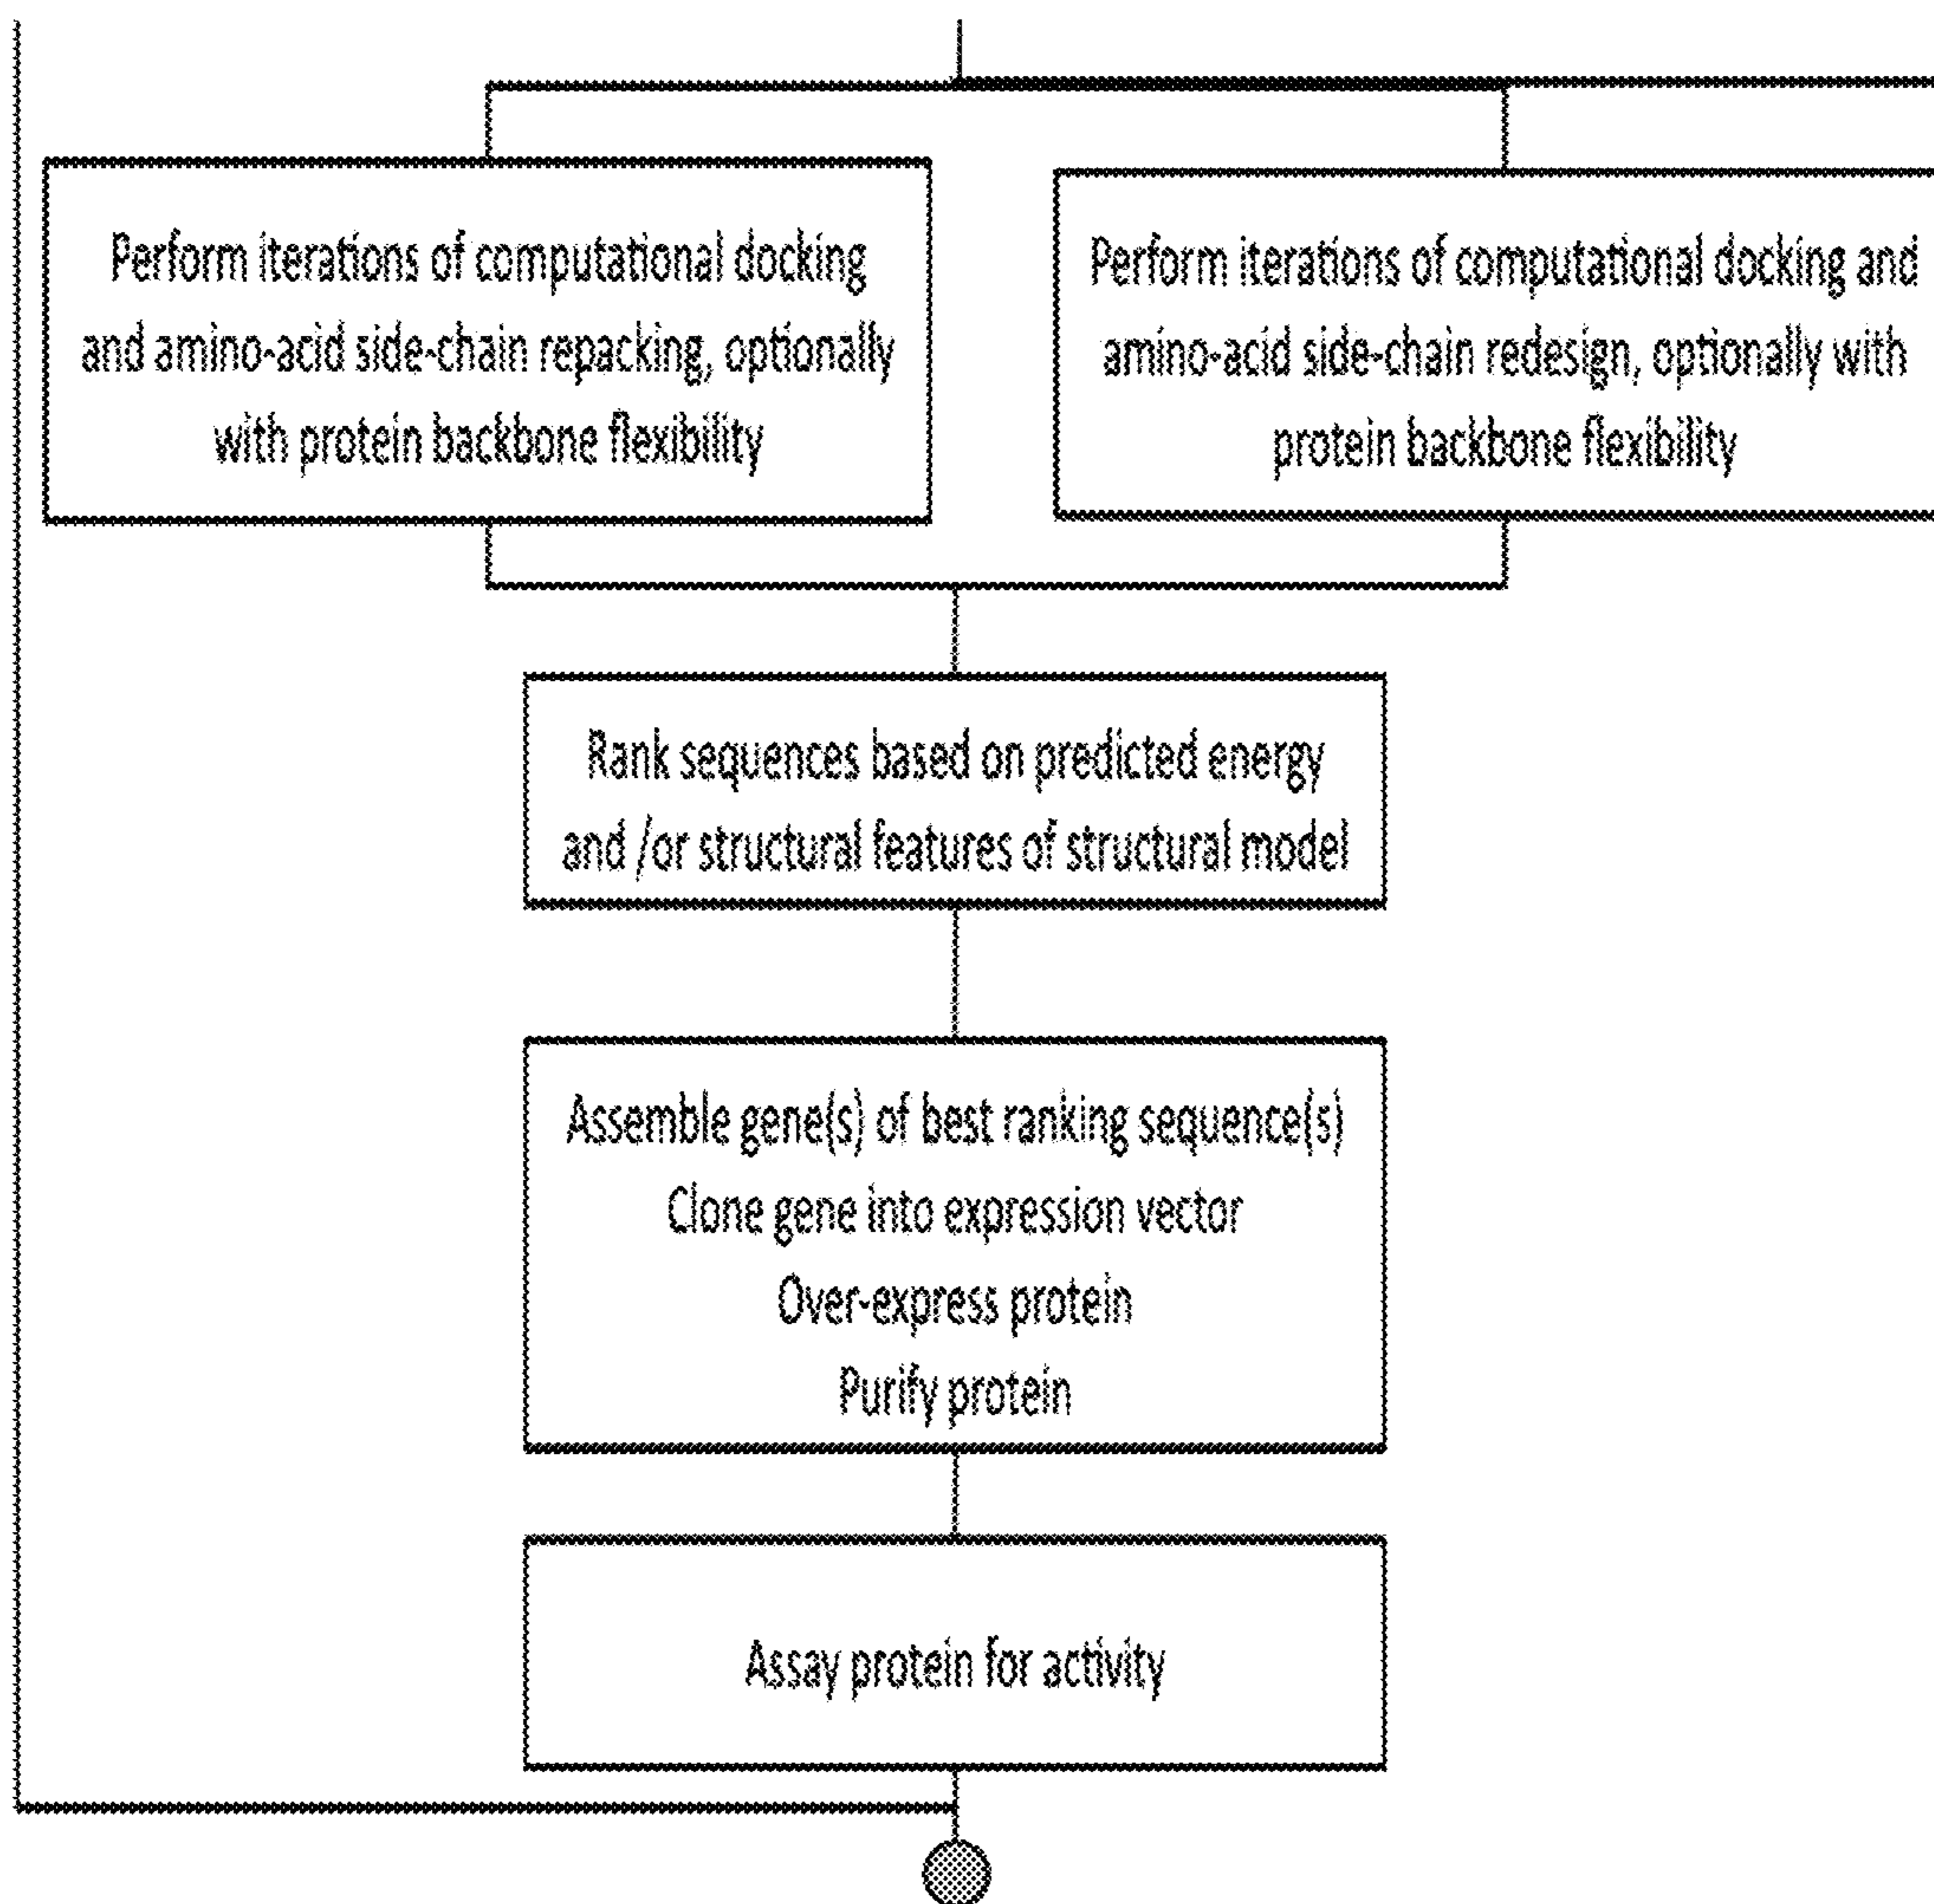 Perform iterations of computational docking
and amino-acid side-chain repacking, optionally
with protein backbone flexibility
Perform iterations of computational docking and
amino-acid side-chain redesign, optionally with
protein backbone flexibility
Rank sequences based on predicted energy
and /or structural features of structural model
Assemble gene(s) of best ranking sequence(s)
Clone gene into expression vector
Over-express protein
Purify protein
Assay protein for activity